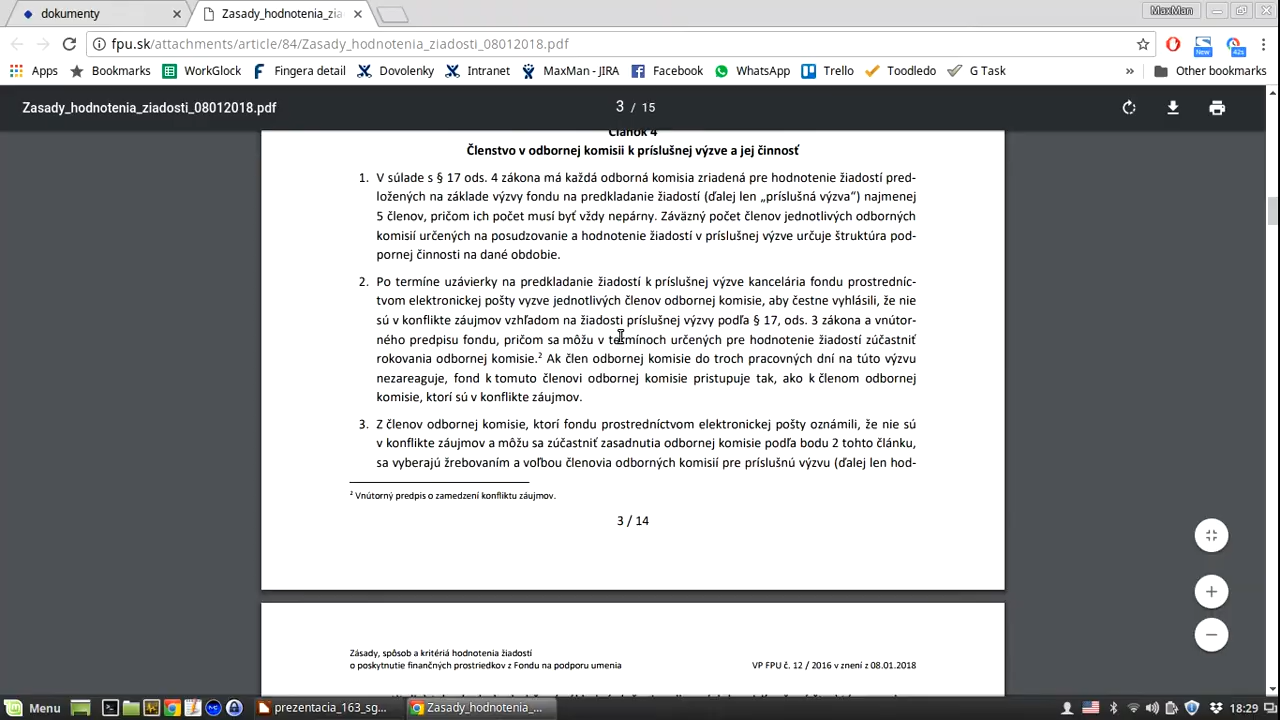 dokumenty
Zasady_hodnotenia_zia
MaxMan
fpu.sk/attachments/article/84/Zasady_hodnotenia_ziadosti_08012018.pdf
New
42s
Apps Bookmarks WorkGlock Fingera detail Dovolenky Intranet MaxMan - JIRA Facebook WhatsApp Trello Toodledo G Task » Other bookmarks
Zasady_hodnotenia_ziadosti_08012018.pdf
3 / 15
Článok 4
Členstvo v odbornej komisii k príslušnej výzve a jej činnosť
1. V súlade s § 17 ods. 4 zákona má každá odborná komisia zriadená pre hodnotenie žiadostí pred-
ložených na základe výzvy fondu na predkladanie žiadostí (ďalej len „príslušná výzva“) najmenej
5 členov, pričom ich počet musí byť vždy nepárny. Záväzný počet členov jednotlivých odborných
komisií určených na posudzovanie a hodnotenie žiadostí v príslušnej výzve určuje štruktúra pod-
pornej činnosti na dané obdobie.
2. Po termíne uzávierky na predkladanie žiadostí k príslušnej výzve kancelária fondu prostredníc-
tvom elektronickej pošty vyzve jednotlivých členov odbornej komisie, aby čestne vyhlásili, že nie
sú v konflikte záujmov vzhľadom na žiadosti príslušnej výzvy podľa § 17, ods. 3 zákona a vnútor-
ného predpisu fondu, pričom sa môžu v termínoch určených pre hodnotenie žiadostí zúčastniť
rokovania odbornej komisie.² Ak člen odbornej komisie do troch pracovných dní na túto výzvu
nezareaguje, fond k tomuto členovi odbornej komisie pristupuje tak, ako k členom odbornej
komisie, ktorí sú v konflikte záujmov.
3. Z členov odbornej komisie, ktorí fondu prostredníctvom elektronickej pošty oznámili, že nie sú
v konflikte záujmov a môžu sa zúčastniť zasadnutia odbornej komisie podľa bodu 2 tohto článku,
sa vyberajú žrebovaním a voľbou členovia odborných komisií pre príslušnú výzvu (ďalej len hod-
² Vnútorný predpis o zamedzení konfliktu záujmov.
3 / 14
Zásady, spôsob a kritériá hodnotenia žiadostí
o poskytnutie finančných prostriedkov z Fondu na podporu umenia VP FPU č. 12 / 2016 v znení z 08.01.2018
Menu prezentacia_163_sg... Zasady_hodnotenia_... 18:29